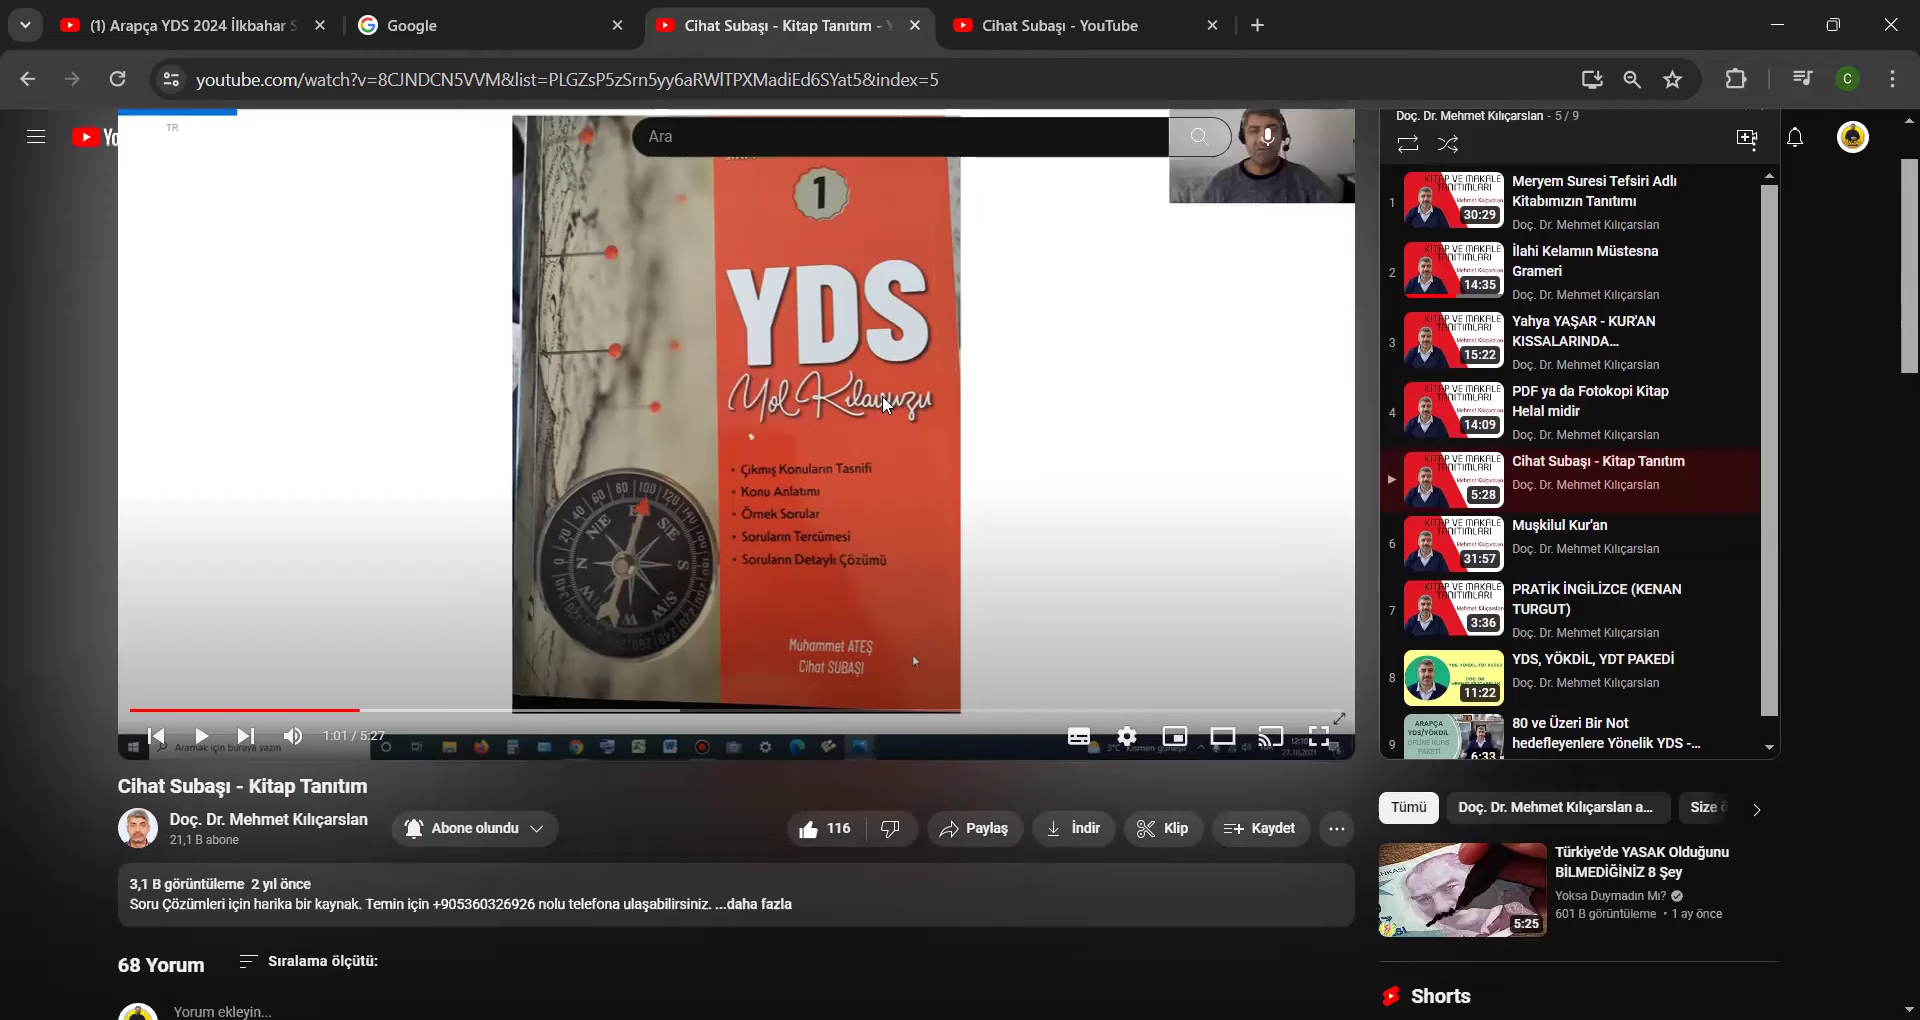 (1) Arapça YDS 2024 İlkbahar S
Google
Cihat Subaşı - Kitap Tanıtım - Y
Cihat Subaşı - YouTube
youtube.com/watch?v=8CJNDCN5VVM&list=PLGZsP5zSrn5yy6aRWlTPXMadiEd6SYat5&index=5
C
TR
Ara
1
YDS
Yol Kılavuzu
• Çıkmış Konuların Tasnifi
• Konu Anlatımı
• Örnek Sorular
• Soruların Tercümesi
• Soruların Detaylı Çözümü
Muhammet ATEŞ
Cihat SUBAŞI
1:01 / 5:27
Aramak için buraya yazın
Doç. Dr. Mehmet Kılıçarslan - 5 / 9
1
30:29
Meryem Suresi Tefsiri Adlı
Kitabımızın Tanıtımı
Doç. Dr. Mehmet Kılıçarslan
2
14:35
İlahi Kelamın Müstesna
Grameri
Doç. Dr. Mehmet Kılıçarslan
3
15:22
Yahya YAŞAR - KUR'AN
KISSALARINDA...
Doç. Dr. Mehmet Kılıçarslan
4
14:09
PDF ya da Fotokopi Kitap
Helal midir
Doç. Dr. Mehmet Kılıçarslan
5:28
Cihat Subaşı - Kitap Tanıtım
Doç. Dr. Mehmet Kılıçarslan
6
31:57
Muşkilul Kur'an
Doç. Dr. Mehmet Kılıçarslan
7
3:36
PRATİK İNGİLİZCE (KENAN
TURGUT)
Doç. Dr. Mehmet Kılıçarslan
8
11:22
YDS, YÖKDİL, YDT PAKEDİ
Doç. Dr. Mehmet Kılıçarslan
9
6:33
80 ve Üzeri Bir Not
hedefleyenlere Yönelik YDS -...
Cihat Subaşı - Kitap Tanıtım
Doç. Dr. Mehmet Kılıçarslan
21,1 B abone
Abone olundu
116
Paylaş
İndir
Klip
Kaydet
3,1 B görüntüleme 2 yıl önce
Soru Çözümleri için harika bir kaynak. Temin için +905360326926 nolu telefona ulaşabilirsiniz. ...daha fazla
68 Yorum
Sıralama ölçütü:
Yorum ekleyin...
Tümü
Doç. Dr. Mehmet Kılıçarslan a...
Size ö
5:25
Türkiye'de YASAK Olduğunu
BİLMEDİĞİNİZ 8 Şey
Yoksa Duymadın Mı?
601 B görüntüleme • 1 ay önce
Shorts